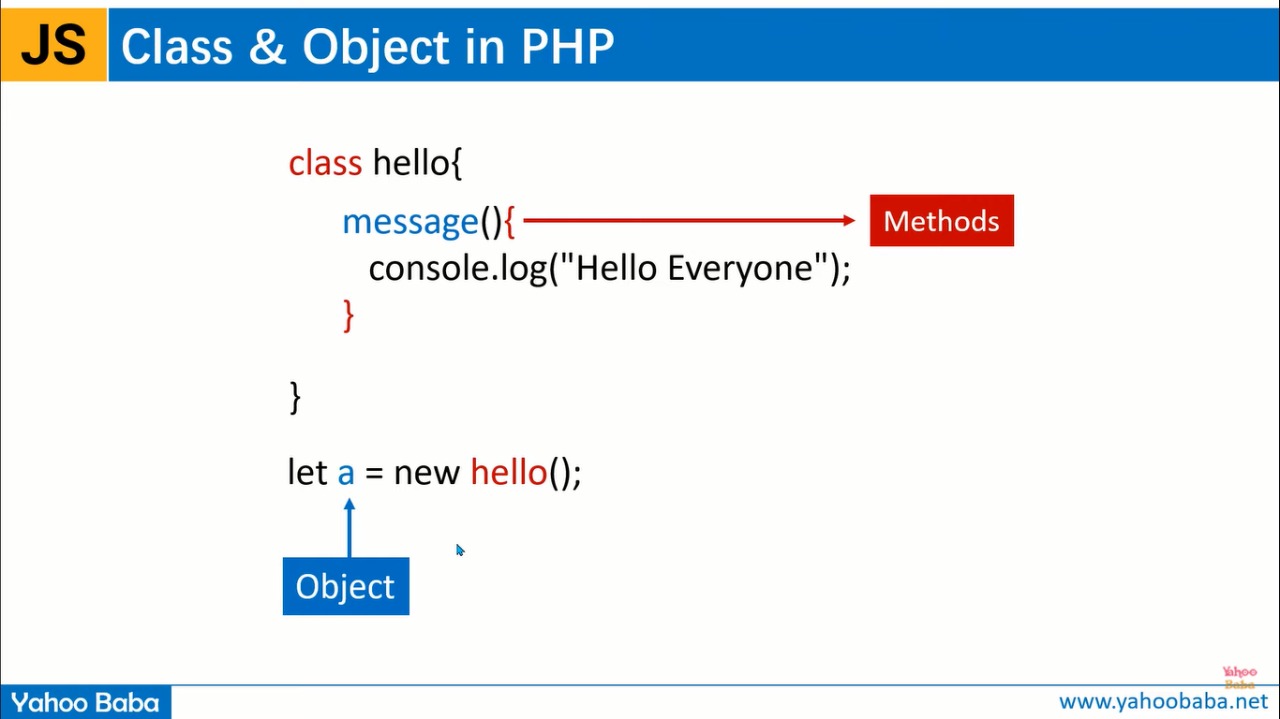 JS Class & Object in PHP
class hello{
message(){
Methods
console.log("Hello Everyone");
}
}
let a = new hello();
Object
Yahoo
Baba
Yahoo Baba
www.yahoobaba.net